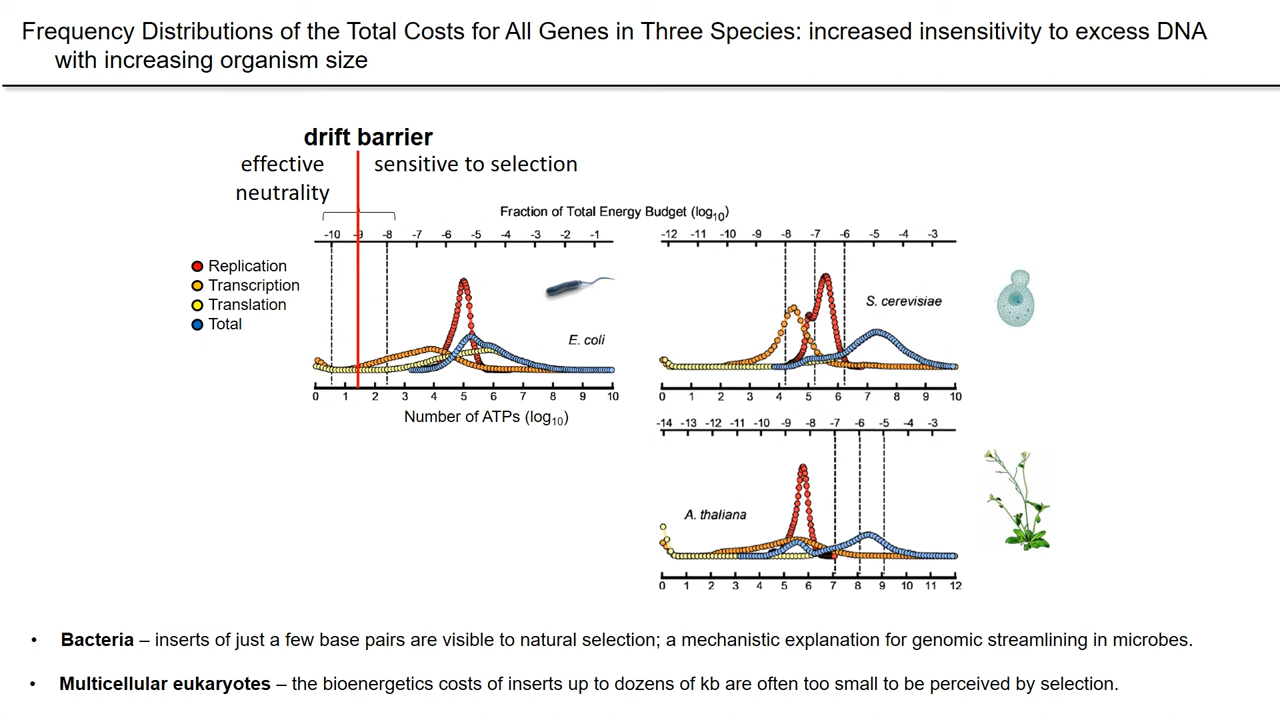 Frequency Distributions of the Total Costs for All Genes in Three Species: increased insensitivity to excess DNA
with increasing organism size
drift barrier
effective
neutrality
sensitive to selection
Fraction of Total Energy Budget (log10)
-10 -9 -8 -7 -6 -5 -4 -3 -2 -1
-12 -11 -10 -9 -8 -7 -6 -5 -4 -3
Replication
Transcription
Translation
Total
E. coli
S. cerevisiae
0 1 2 3 4 5 6 7 8 9 10
0 1 2 3 4 5 6 7 8 9 10
Number of ATPs (log10)
-14 -13 -12 -11 -10 -9 -8 -7 -6 -5 -4 -3
A. thaliana
0 1 2 3 4 5 6 7 8 9 10 11 12
• Bacteria – inserts of just a few base pairs are visible to natural selection; a mechanistic explanation for genomic streamlining in microbes.
• Multicellular eukaryotes – the bioenergetics costs of inserts up to dozens of kb are often too small to be perceived by selection.